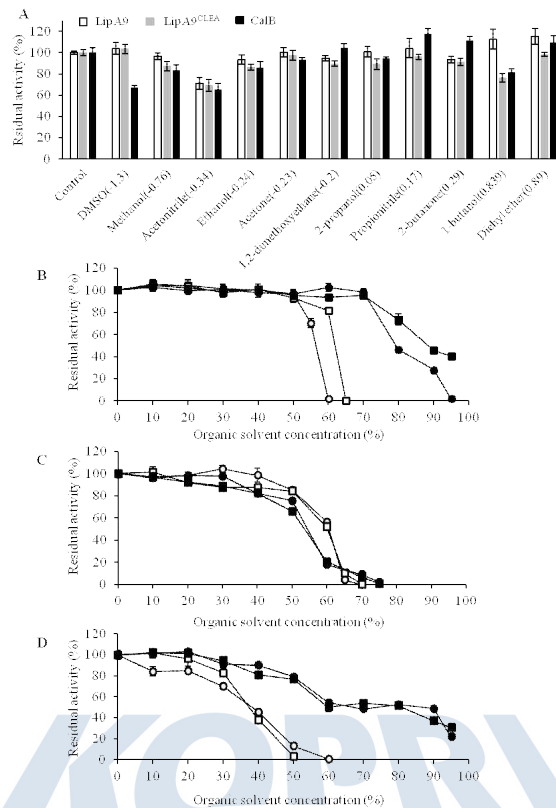 A
LipA9 LipA9CLEA CalB
120
100
80
60
40
20
0
Rsidual activity (%)
Control
DMSO(-1.3)
Methanol(-0.76)
Acetonitrile(-0.34)
Ethanol(-0.24)
Acetone(-0.23)
1,2-dimethoxyethane(-0.2)
2-propanol(0.05)
Propionitrile(0.17)
2-butanone(0.29)
1-butanol(0.839)
Diehyl ether(0.89)
B
120
100
80
60
40
20
0
Residual activity (%)
0 10 20 30 40 50 60 70 80 90 100
Organic solvent concentration (%)
C
120
100
80
60
40
20
0
Residual activity (%)
0 10 20 30 40 50 60 70 80 90 100
Organic solvent concentration (%)
D
120
100
80
60
40
20
0
Residual activity (%)
0 10 20 30 40 50 60 70 80 90 100
Organic solvent concentration (%)
KOPRI